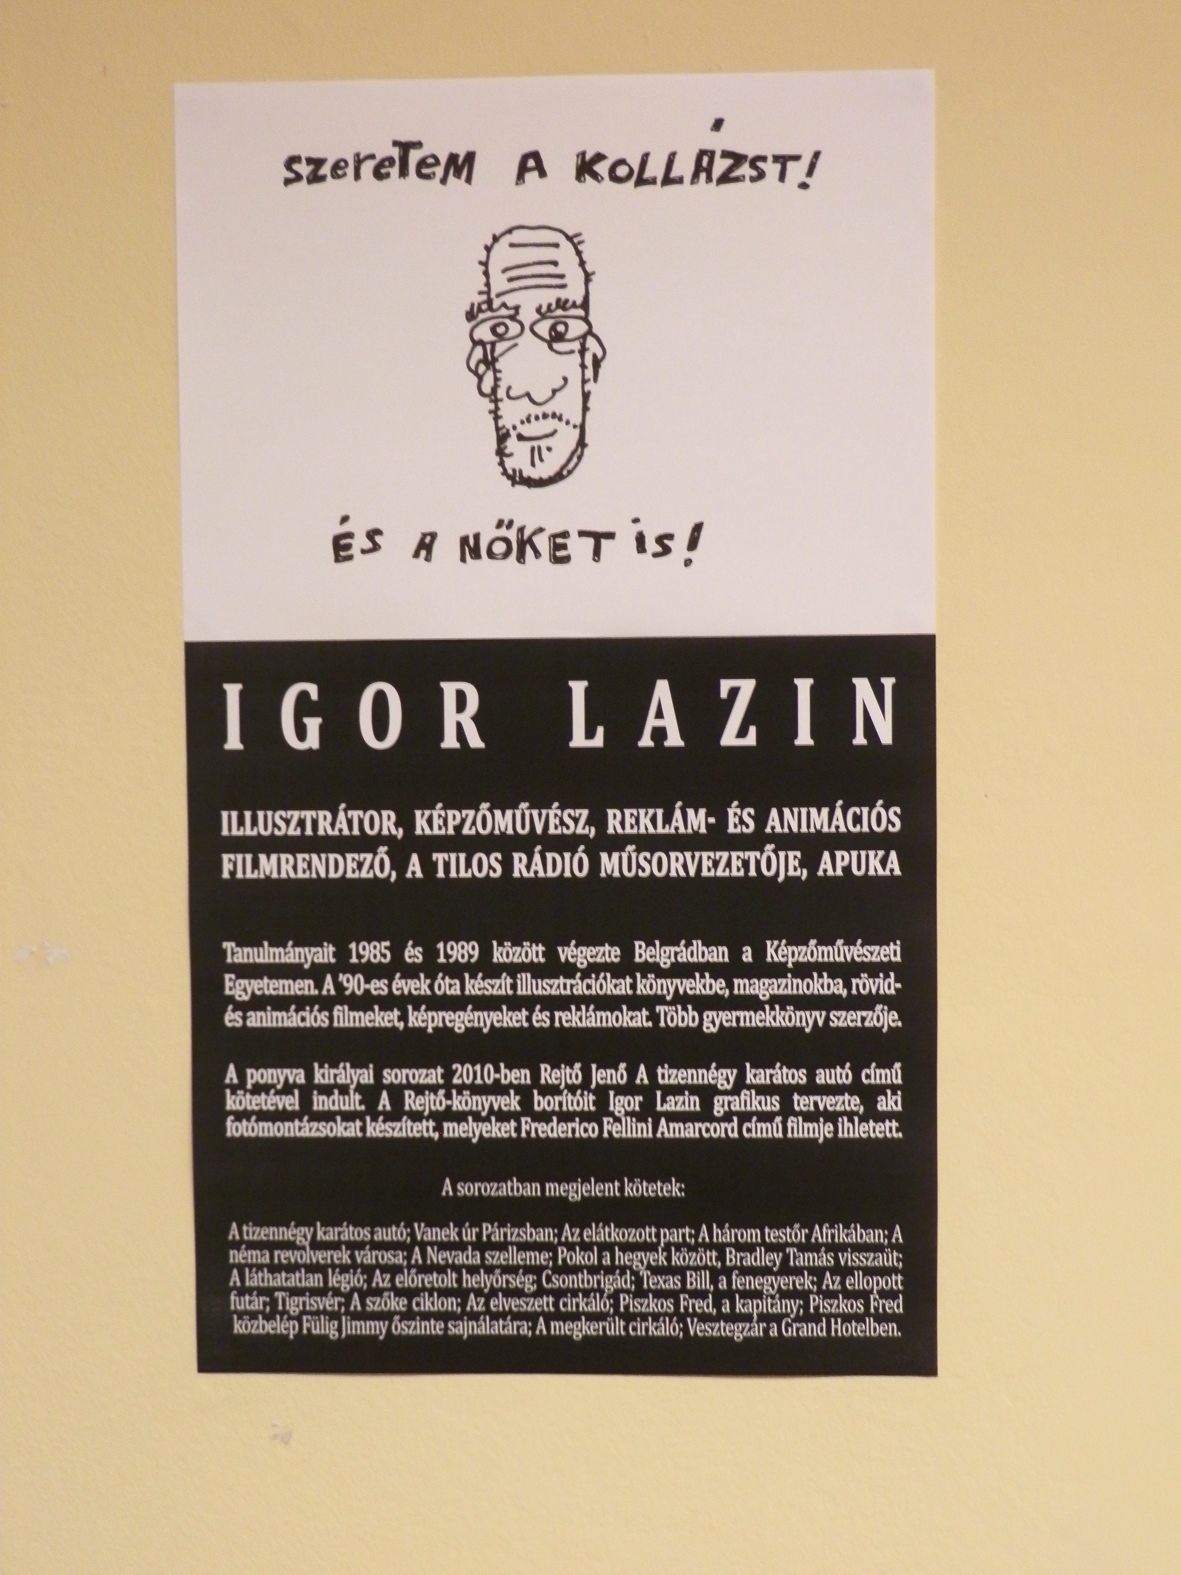 szereTeM A KOLLÁZST!
ÉS A NŐKET is!
IGOR LAZIN
ILLUSZTRÁTOR, KÉPZŐMŰVÉSZ, REKLÁM- ÉS ANIMÁCIÓS
FILMRENDEZŐ, A TILOS RÁDIÓ MŰSORVEZETŐJE, APUKA
Tanulmányait 1985 és 1989 között végezte Belgrádban a Képzőművészeti
Egyetemen. A '90-es évek óta készít illusztrációkat könyvekbe, magazinokba, rövid-
és animációs filmeket, képregényeket és reklámokat. Több gyermekkönyv szerzője.
A ponyva királyai sorozat 2010-ben Rejtő Jenő A tizennégy karátos autó című
kötetével indult. A Rejtő-könyvek borítóit Igor Lazin grafikus tervezte, aki
fotómontázsokat készített, melyeket Frederico Fellini Amarcord című filmje ihletett.
A sorozatban megjelent kötetek:
A tizennégy karátos autó; Vanek úr Párizsban; Az elátkozott part; A három testőr Afrikában; A
néma revolverek városa; A Nevada szelleme; Pokol a hegyek között, Bradley Tamás visszaüt;
A láthatatlan légió; Az előretolt helyőrség; Csontbrigád; Texas Bill, a fenegyerek; Az ellopott
futár; Tigrisvér; A szőke ciklon; Az elveszett cirkáló; Piszkos Fred, a kapitány; Piszkos Fred
közbelép Fülig Jimmy őszinte sajnálatára; A megkerült cirkáló; Vesztegzár a Grand Hotelben.